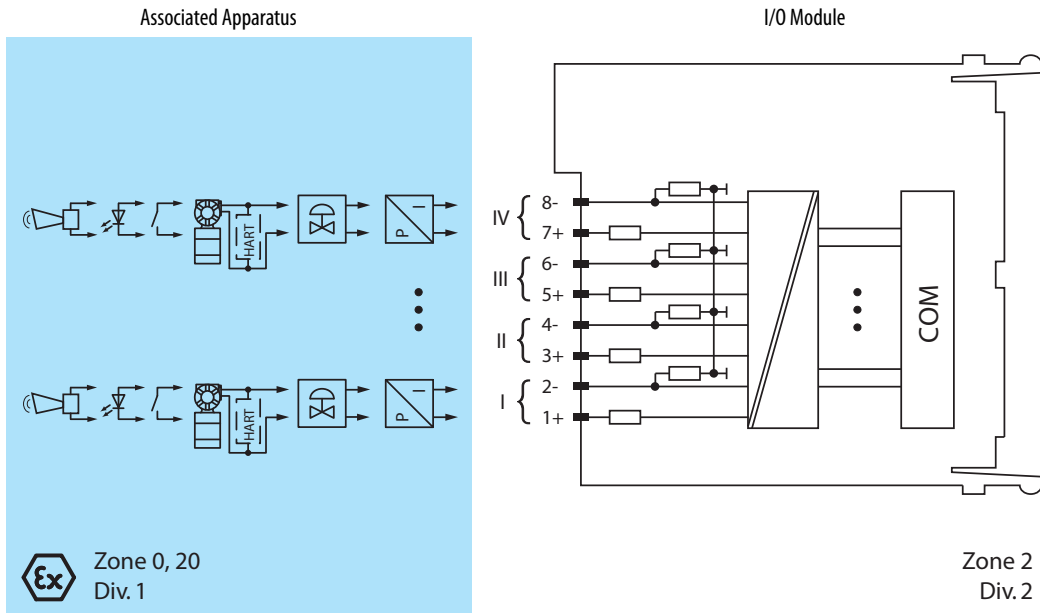 Associated Apparatus
I/O Module
HART
P I
HART
P I
IV
8-
7+
III
6-
5+
II
4-
3+
I
2-
1+
COM
Ex
Zone 0, 20
Div. 1
Zone 2
Div. 2